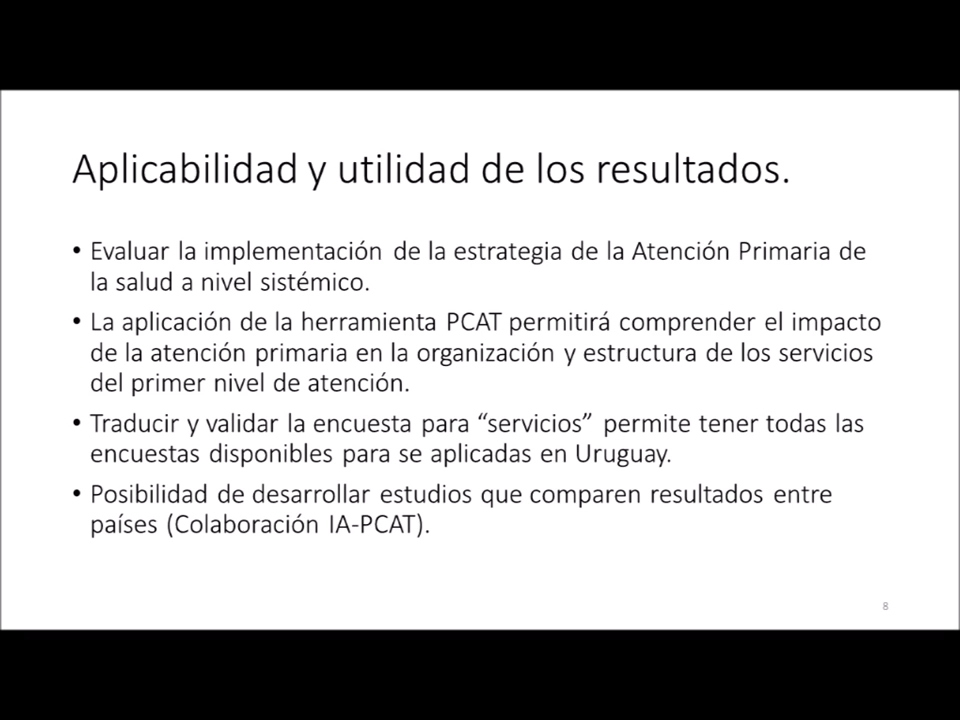 Aplicabilidad y utilidad de los resultados.
• Evaluar la implementación de la estrategia de la Atención Primaria de
la salud a nivel sistémico.
• La aplicación de la herramienta PCAT permitirá comprender el impacto
de la atención primaria en la organización y estructura de los servicios
del primer nivel de atención.
• Traducir y validar la encuesta para “servicios” permite tener todas las
encuestas disponibles para se aplicadas en Uruguay.
• Posibilidad de desarrollar estudios que comparen resultados entre
países (Colaboración IA-PCAT).
8